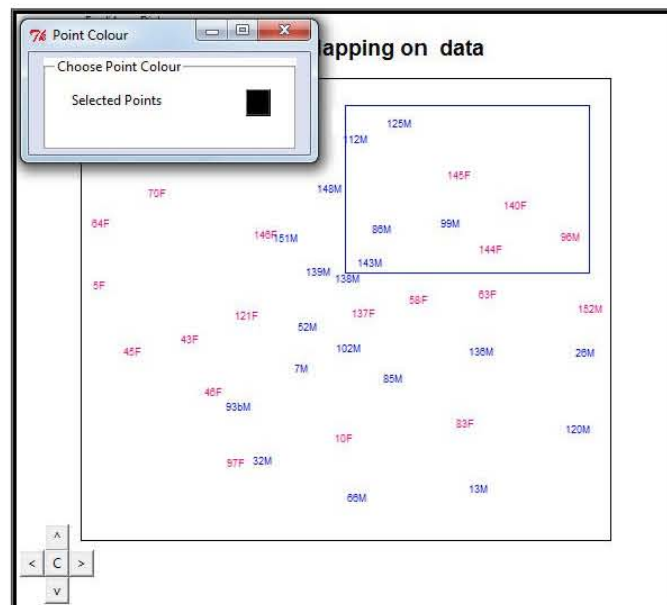 Point Colour
Choose Point Colour
Selected Points
apping on data
125M
112M
145F
148M
70F
140F
64F
86M
99M
146F
151M
96M
144F
143M
139M
138M
5F
63F
58F
152M
137F
121F
52M
43F
102M
45F
136M
26M
7M
85M
46F
93bM
83F
120M
10F
97F
32M
13M
66M
^
< C >
v